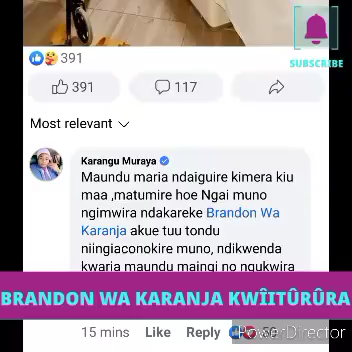 SUBSCRIBE
391
391
117
Most relevant
Karangu Muraya
Maundu maria ndaiguire kimera kiu
maa ,matumire hoe Ngai muno
ngimwira ndakareke Brandon Wa
Karanja akue tuu tondu
niingiaconokire muno, ndikwenda
kwaria maundu maingi no ngukwira
BRANDON WA KARANJA KWÎITÛRÛRA
15 mins Like Reply
PowerDirector